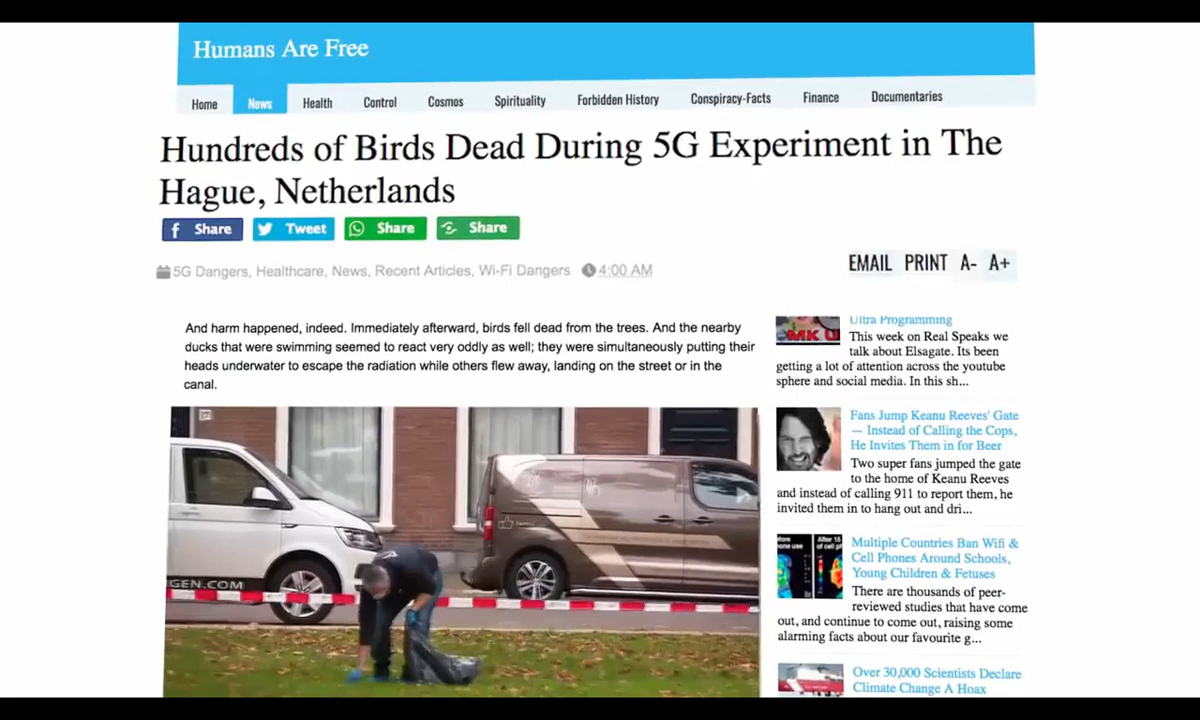 Humans Are Free
Home News Health Control Cosmos Spirituality Forbidden History Conspiracy-Facts Finance Documentaries
Hundreds of Birds Dead During 5G Experiment in The
Hague, Netherlands
Share Tweet Share Share
5G Dangers, Healthcare, News, Recent Articles, Wi-Fi Dangers 4:00 AM
EMAIL PRINT A- A+
And harm happened, indeed. Immediately afterward, birds fell dead from the trees. And the nearby
ducks that were swimming seemed to react very oddly as well; they were simultaneously putting their
heads underwater to escape the radiation while others flew away, landing on the street or in the
canal.
GEN.COM
Ultra Programming
MK U
This week on Real Speaks we
talk about Elsagate. Its been
getting a lot of attention across the youtube
sphere and social media. In this sh...
Fans Jump Keanu Reeves' Gate
— Instead of Calling the Cops,
He Invites Them in for Beer
Two super fans jumped the gate
to the home of Keanu Reeves
and instead of calling 911 to report them, he
invited them in to hang out and dri...
Multiple Countries Ban Wifi &
Cell Phones Around Schools,
Young Children & Fetuses
There are thousands of peer-
reviewed studies that have come
out, and continue to come out, raising some
alarming facts about our favourite g...
Over 30,000 Scientists Declare
Climate Change A Hoax